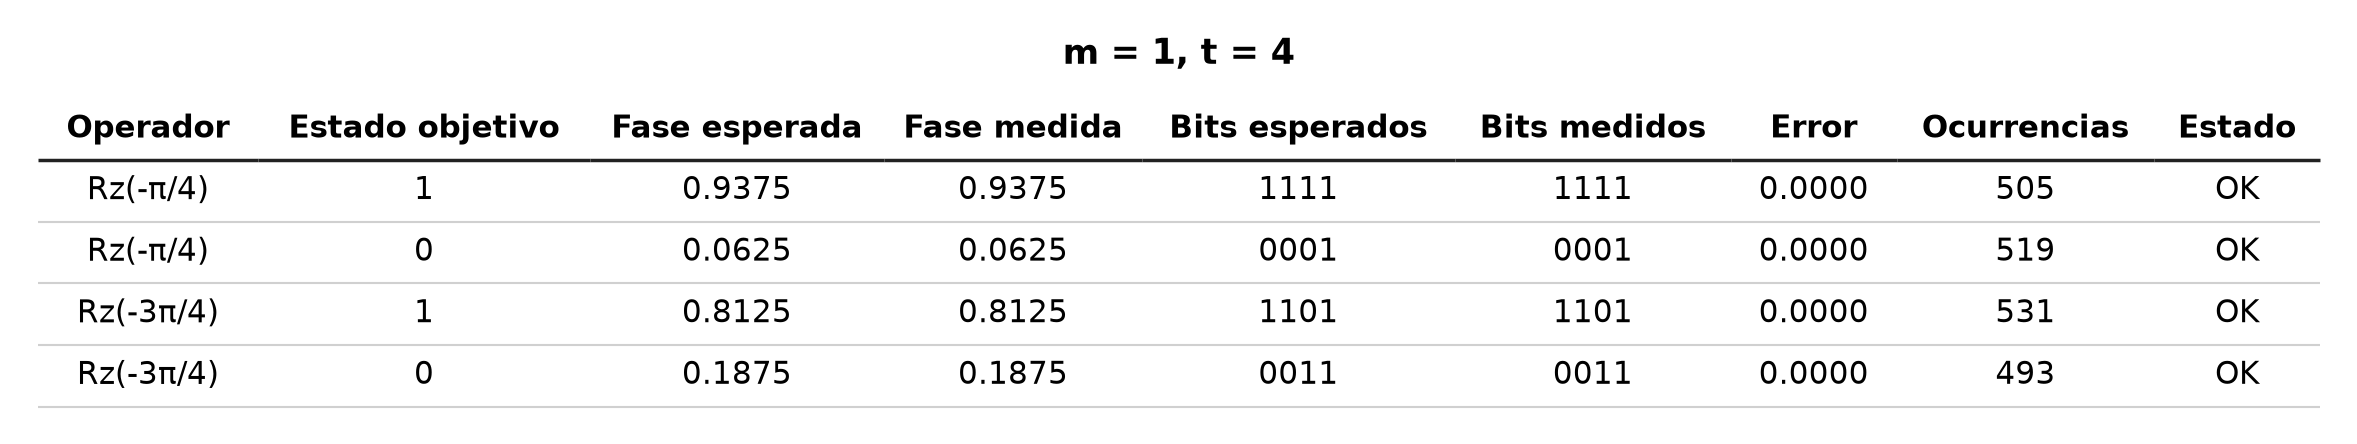 m = 1, t = 4
Operador Estado objetivo Fase esperada Fase medida Bits esperados Bits medidos Error Ocurrencias Estado
Rz(-π/4) 1 0.9375 0.9375 1111 1111 0.0000 505 OK
Rz(-π/4) 0 0.0625 0.0625 0001 0001 0.0000 519 OK
Rz(-3π/4) 1 0.8125 0.8125 1101 1101 0.0000 531 OK
Rz(-3π/4) 0 0.1875 0.1875 0011 0011 0.0000 493 OK